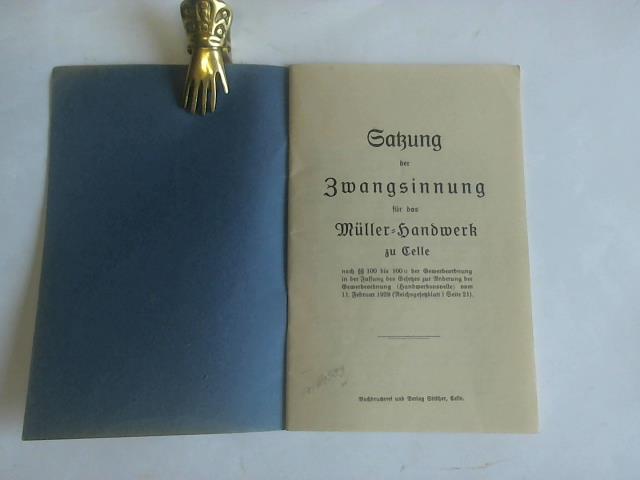 Satzung
der
Zwangsinnung
für das
Müller-Handwerk
zu Celle
nach §§ 100 bis 100 u der Gewerbeordnung
in der Fassung des Gesetzes zur Änderung der
Gewerbeordnung (Handwerksnovelle) vom
11. Februar 1929 (Reichsgesetzblatt I Seite 21).
Buchdruckerei und Verlag Ströher, Celle.